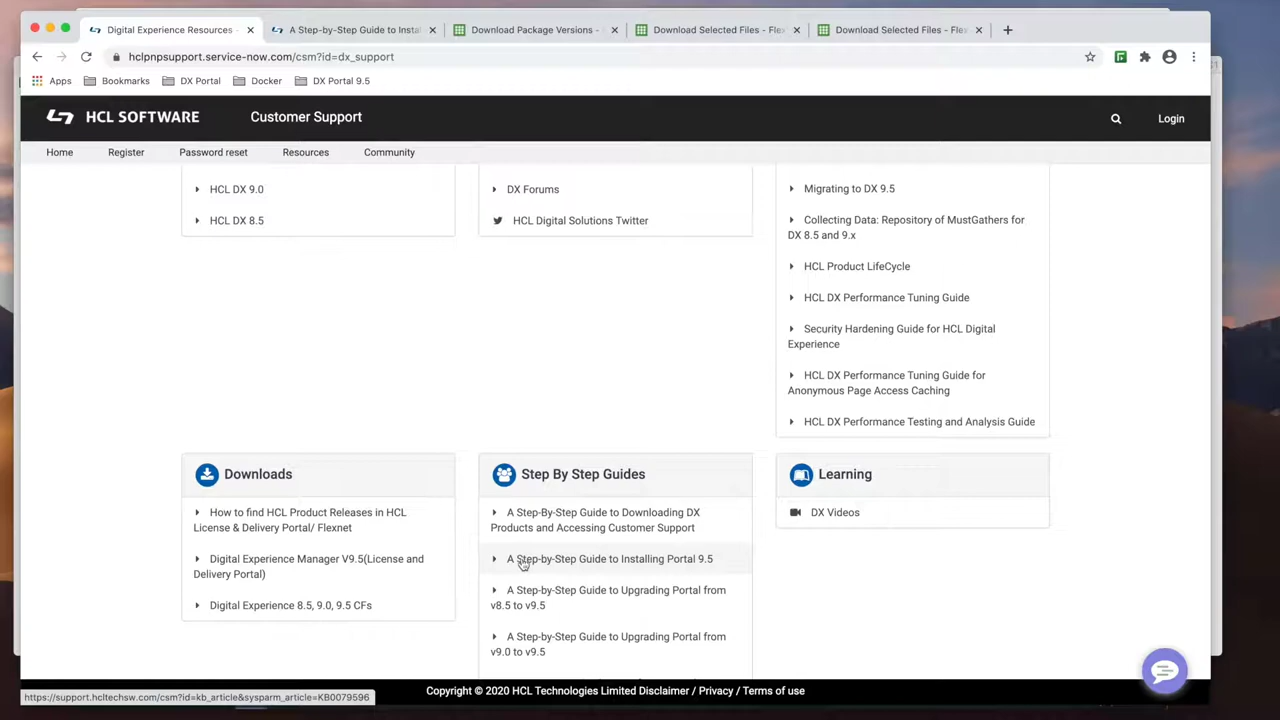 Digital Experience Resources -
A Step-by-Step Guide to Instal
Download Package Versions -
Download Selected Files - Flex
Download Selected Files - Flex
hclpnpsupport.service-now.com/csm?id=dx_support
Apps
Bookmarks
DX Portal
Docker
DX Portal 9.5
HCL SOFTWARE
Customer Support
Login
Home
Register
Password reset
Resources
Community
HCL DX 9.0
HCL DX 8.5
DX Forums
HCL Digital Solutions Twitter
Migrating to DX 9.5
Collecting Data: Repository of MustGathers for
DX 8.5 and 9.x
HCL Product LifeCycle
HCL DX Performance Tuning Guide
Security Hardening Guide for HCL Digital
Experience
HCL DX Performance Tuning Guide for
Anonymous Page Access Caching
HCL DX Performance Testing and Analysis Guide
Downloads
How to find HCL Product Releases in HCL
License & Delivery Portal/ Flexnet
Digital Experience Manager V9.5(License and
Delivery Portal)
Digital Experience 8.5, 9.0, 9.5 CFs
Step By Step Guides
A Step-By-Step Guide to Downloading DX
Products and Accessing Customer Support
A Step-by-Step Guide to Installing Portal 9.5
A Step-by-Step Guide to Upgrading Portal from
v8.5 to v9.5
A Step-by-Step Guide to Upgrading Portal from
v9.0 to v9.5
Learning
DX Videos
https://support.hcltechsw.com/csm?id=kb_article&sysparm_article=KB0079596
Copyright © 2020 HCL Technologies Limited Disclaimer / Privacy / Terms of use